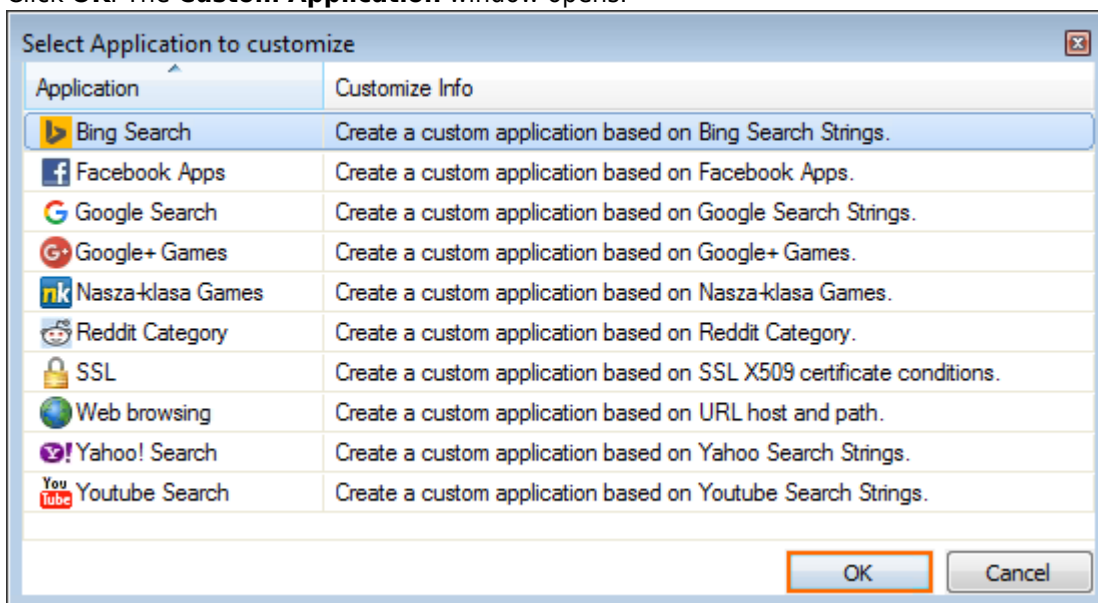 Click OK. The Custom Application window opens.
Select Application to customize
Application Customize Info
Bing Search Create a custom application based on Bing Search Strings.
Facebook Apps Create a custom application based on Facebook Apps.
Google Search Create a custom application based on Google Search Strings.
G+ Google+ Games Create a custom application based on Google+ Games.
nk Nasza-klasa Games Create a custom application based on Nasza-klasa Games.
Reddit Category Create a custom application based on Reddit Category.
SSL Create a custom application based on SSL X509 certificate conditions.
Web browsing Create a custom application based on URL host and path.
Y! Yahoo! Search Create a custom application based on Yahoo Search Strings.
You Tube Youtube Search Create a custom application based on Youtube Search Strings.
OK Cancel